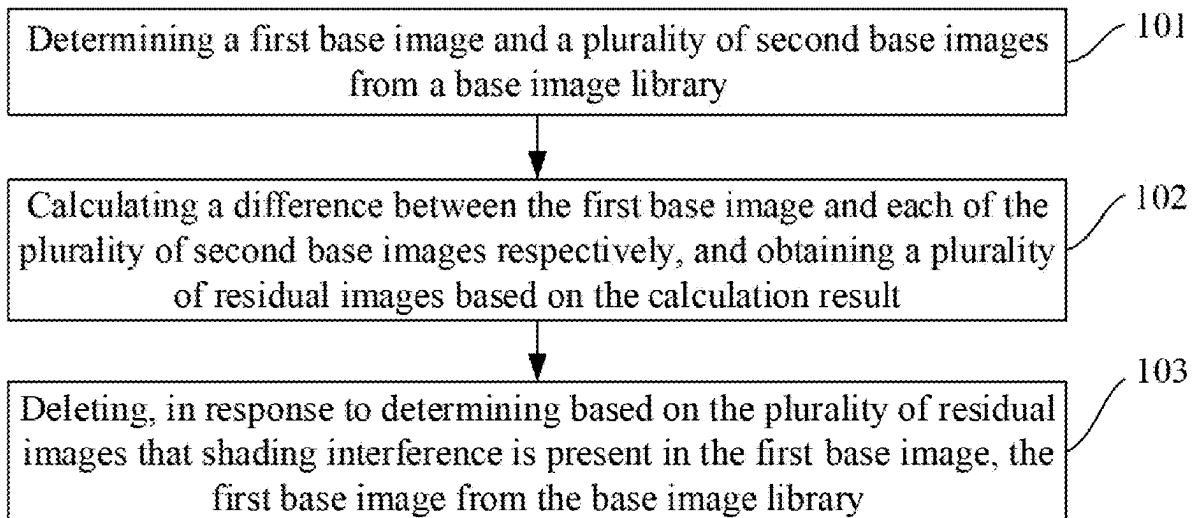 Determining a first base image and a plurality of second base images
from a base image library
101
Calculating a difference between the first base image and each of the
plurality of second base images respectively, and obtaining a plurality
of residual images based on the calculation result
102
Deleting, in response to determining based on the plurality of residual
images that shading interference is present in the first base image, the
first base image from the base image library
103